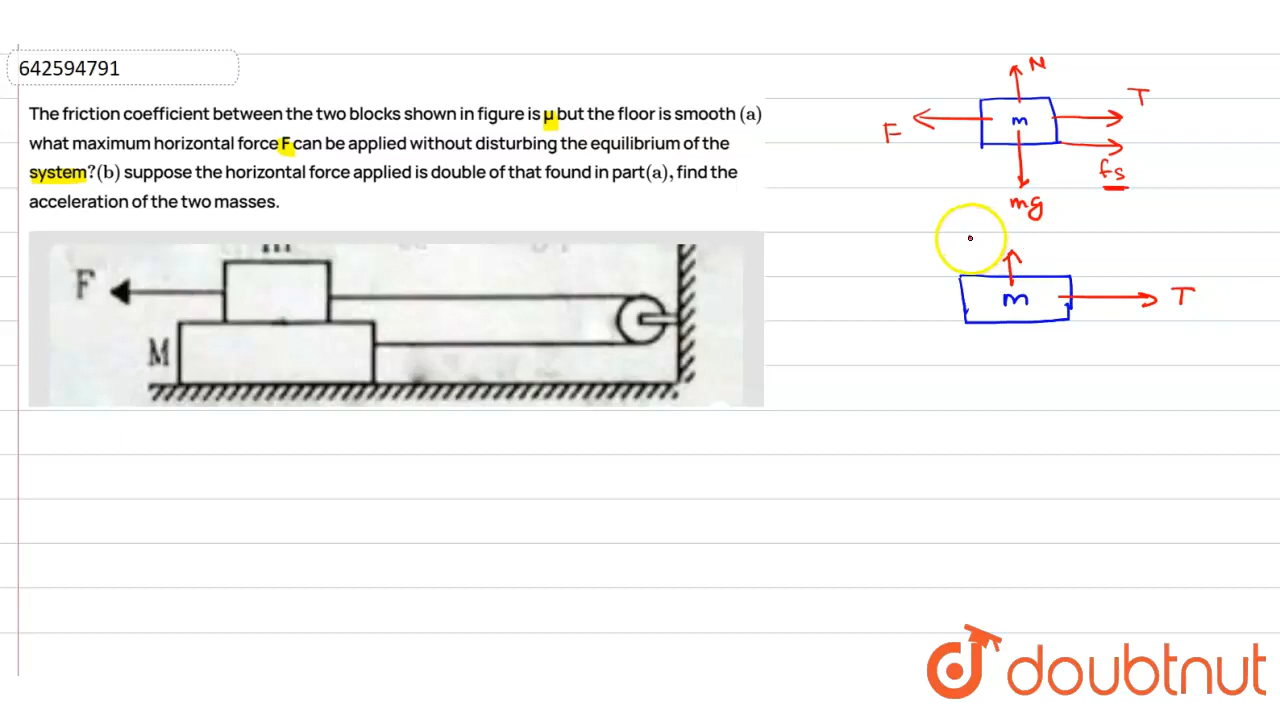 642594791
The friction coefficient between the two blocks shown in figure is μ but the floor is smooth (a)
what maximum horizontal force F can be applied without disturbing the equilibrium of the
system? (b) suppose the horizontal force applied is double of that found in part (a), find the
acceleration of the two masses.
F
m
M
N
F
m
T
fs
mg
m
T
doubtnut